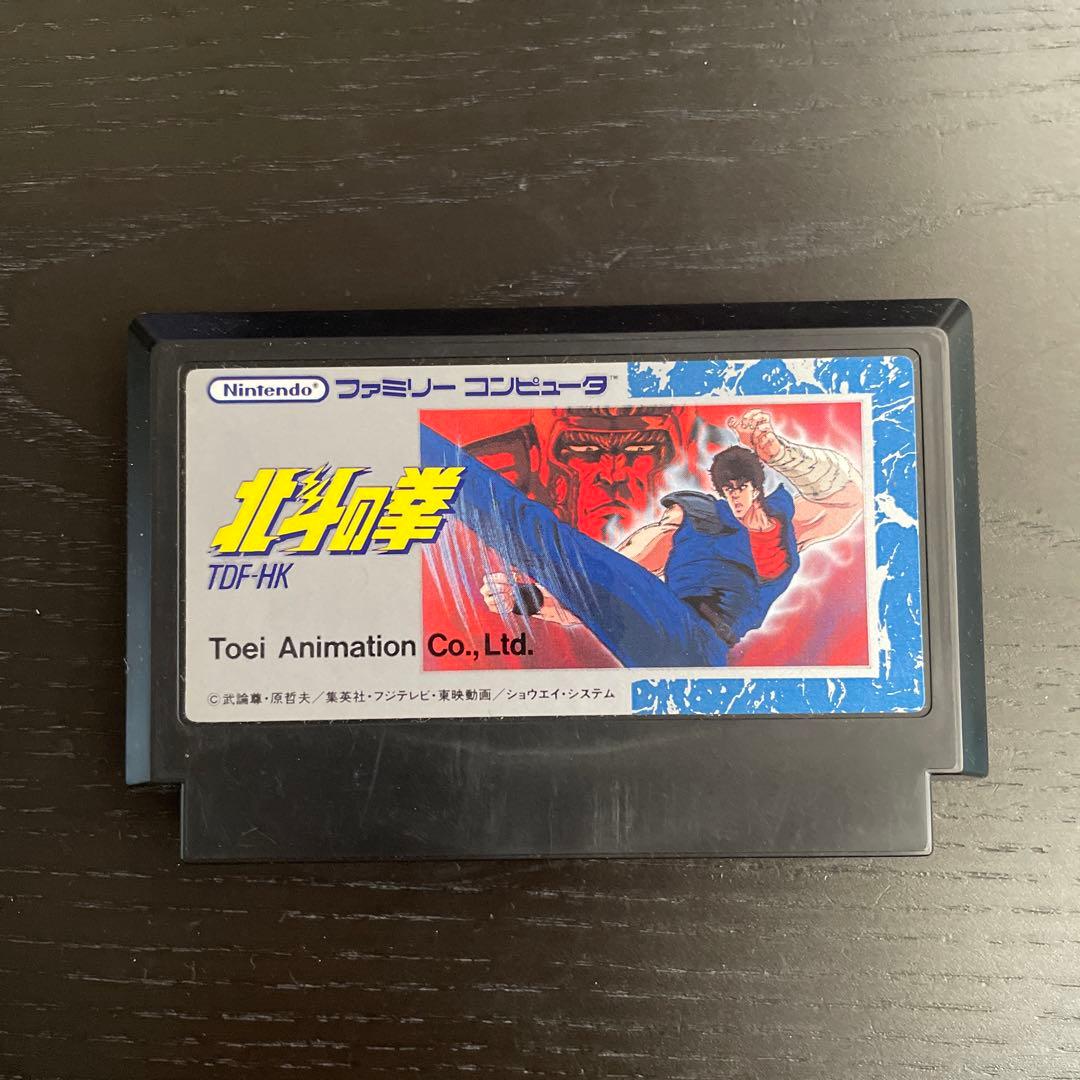 Nintendo® ファミリー コンピュータ™
北斗の拳
TDF-HK
Toei Animation Co., Ltd.
©武論尊・原哲夫／集英社・フジテレビ・東映動画／ショウエイ・システム